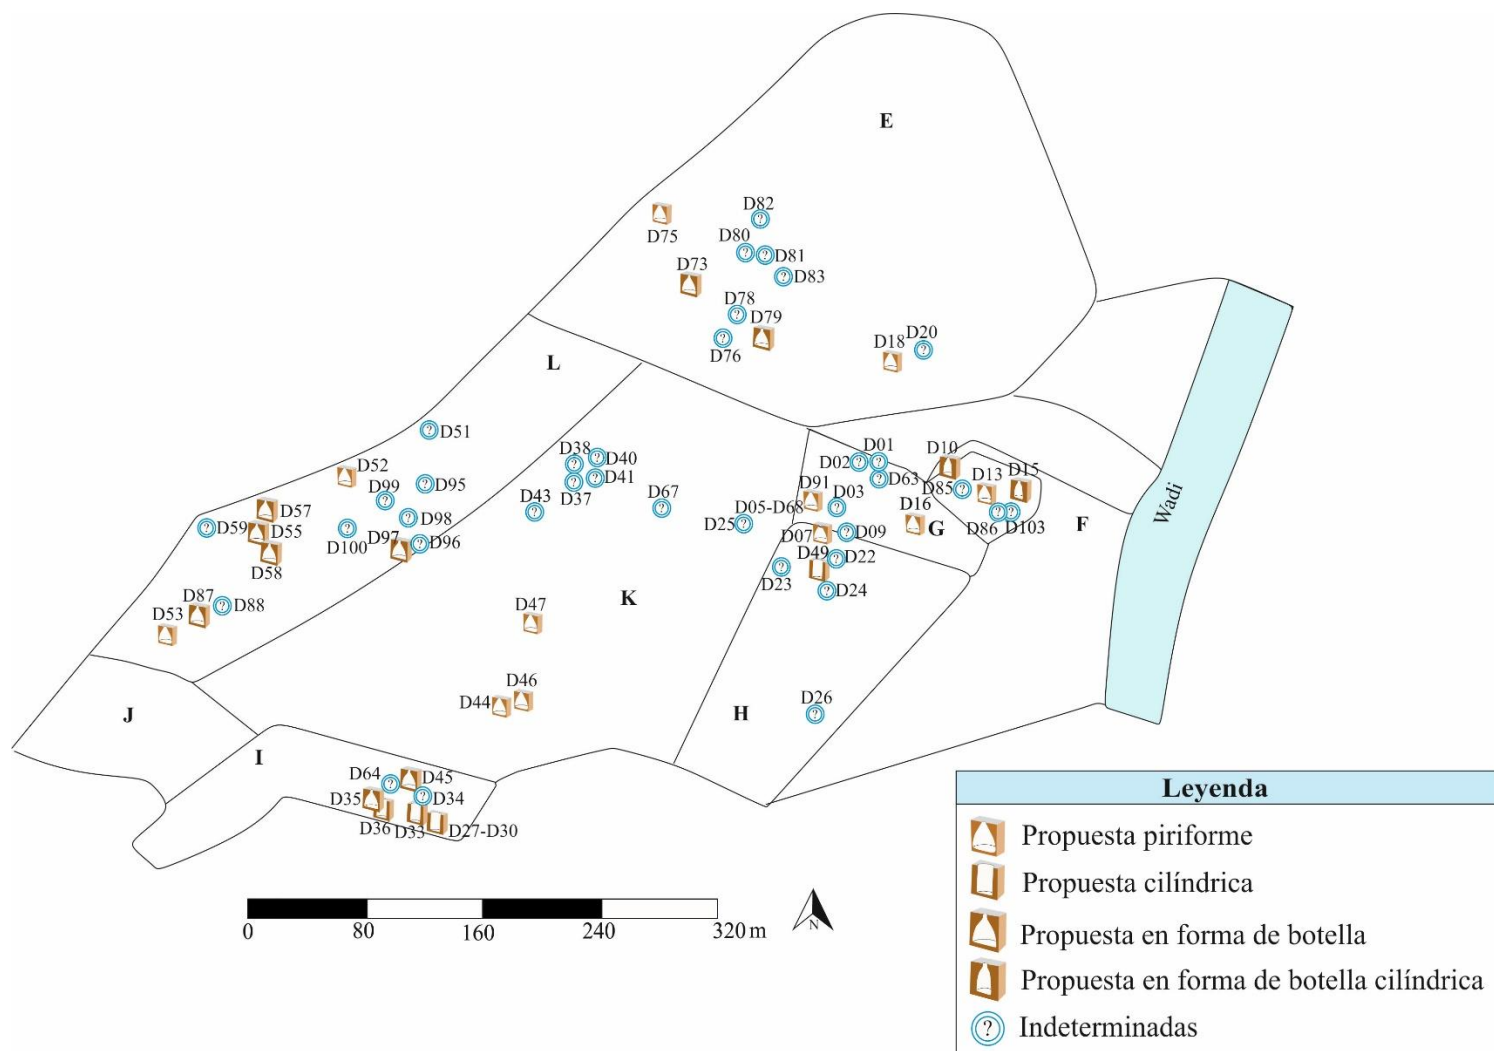 E
D82
D75
D80
D81
D73
D83
D78
D79
D76
D18
D20
L
D51
D38
D40
D01
D02
D10
D52
D41
D63
D13
D15
D99
D95
D37
D91
D03
D85
D57
D43
D67
D05-D68
D16
D98
D25
D86
D103
F
Wadi
D59
D55
D100
D97
D96
D07
D09
G
D58
D49
D22
D23
D24
D87
D88
K
D53
D47
D46
D44
J
H
D26
I
D64
D45
D35
D34
D36
D33
D27-D30
0
80
160
240
320 m
N
Leyenda
Propuesta piriforme
Propuesta cilíndrica
Propuesta en forma de botella
Propuesta en forma de botella cilíndrica
? Indeterminadas